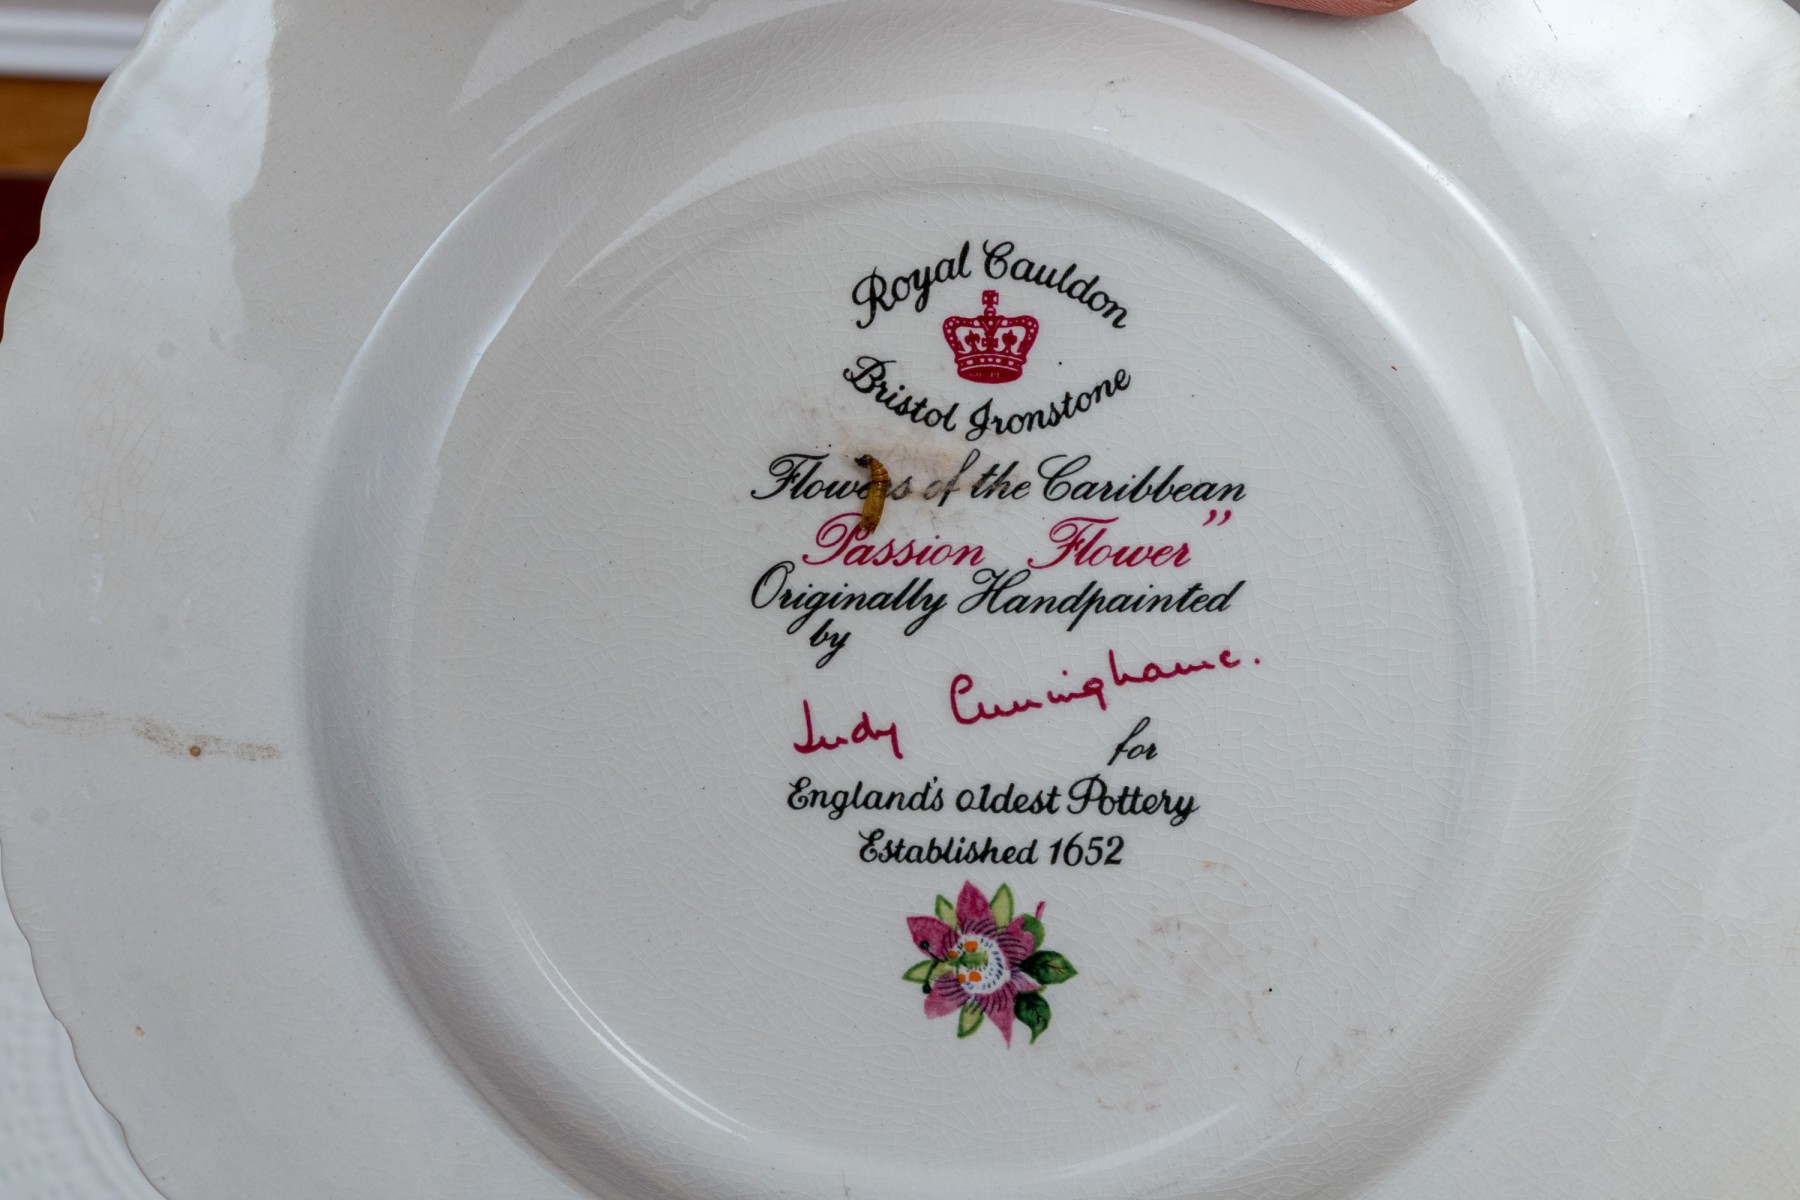 Royal Cauldon
Bristol Ironstone
Flowers of the Caribbean
Passion Flower”
Originally Handpainted
by
Judy Cunninghame.
for
England's oldest Pottery
Established 1652